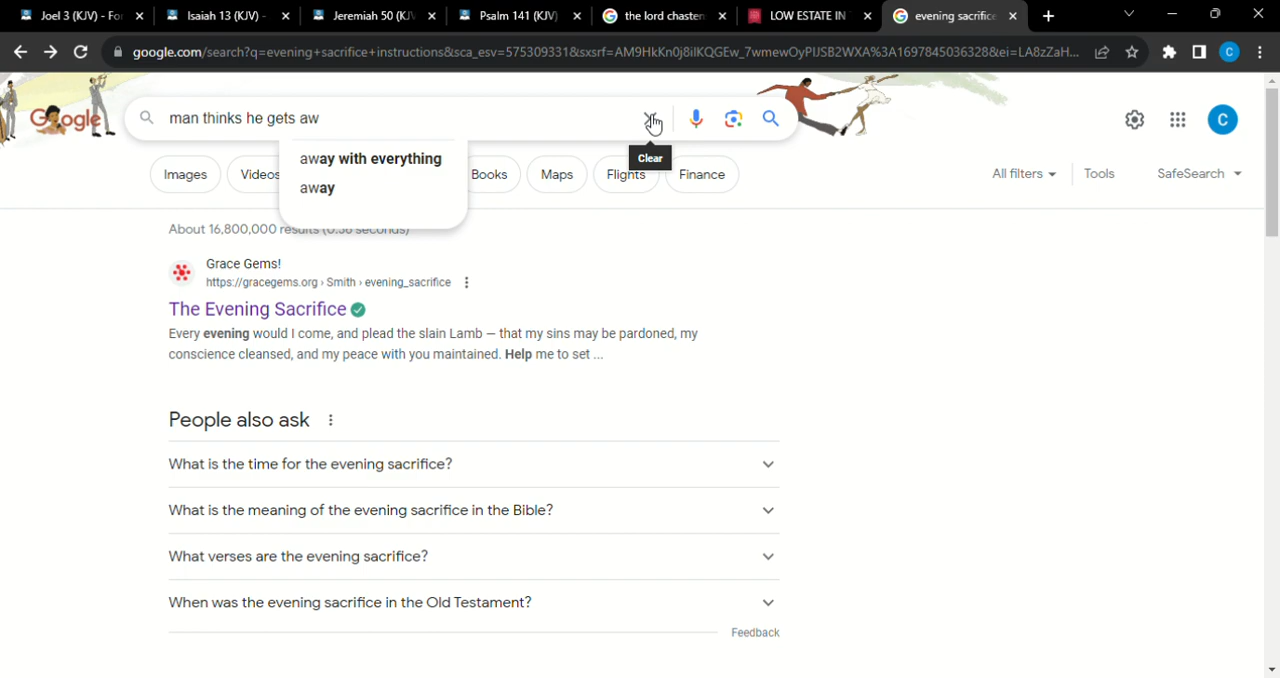 Joel 3 (KJV) - Fo
Isaiah 13 (KJV) -
Jeremiah 50 (KJV
Psalm 141 (KJV)
the lord chasten
LOW ESTATE IN
evening sacrifice
google.com/search?q=evening+sacrifice+instructions&sca_esv=575309331&sxsrf=
C
Google
man thinks he gets aw
C
Clear
away with everything
away
Images
Videos
Books
Maps
Flights
Finance
All filters
Tools
SafeSearch
About 16,800,000 results (0.56 seconds)
Grace Gems!
https://gracegems.org › Smith › evening_sacrifice
The Evening Sacrifice
Every evening would I come, and plead the slain Lamb — that my sins may be pardoned, my
conscience cleansed, and my peace with you maintained. Help me to set ...
People also ask
What is the time for the evening sacrifice?
What is the meaning of the evening sacrifice in the Bible?
What verses are the evening sacrifice?
When was the evening sacrifice in the Old Testament?
Feedback